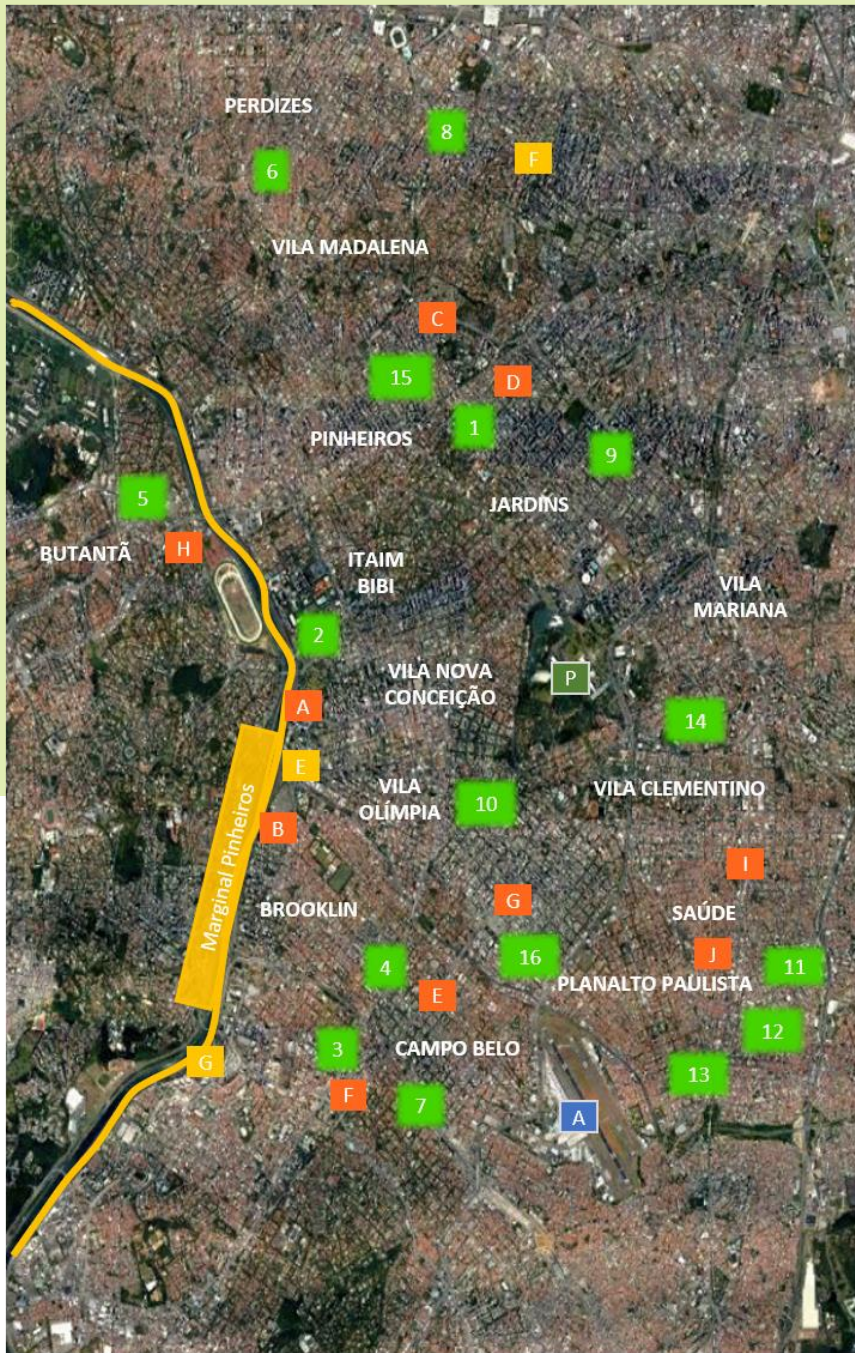 PERDIZES
8
F
6
VILA MADALENA
C
15
D
1
PINHEIROS
9
JARDINS
5
H
BUTANTÃ
ITAIM
BIBI
VILA
MARIANA
2
VILA NOVA
CONCEIÇÃO
P
A
14
E
VILA
OLÍMPIA
VILA CLEMENTINO
10
B
Marginal Pinheiros
I
G
BROOKLIN
SAÚDE
16
J
4
11
PLANALTO PAULISTA
E
12
3
CAMPO BELO
G
13
F
7
A